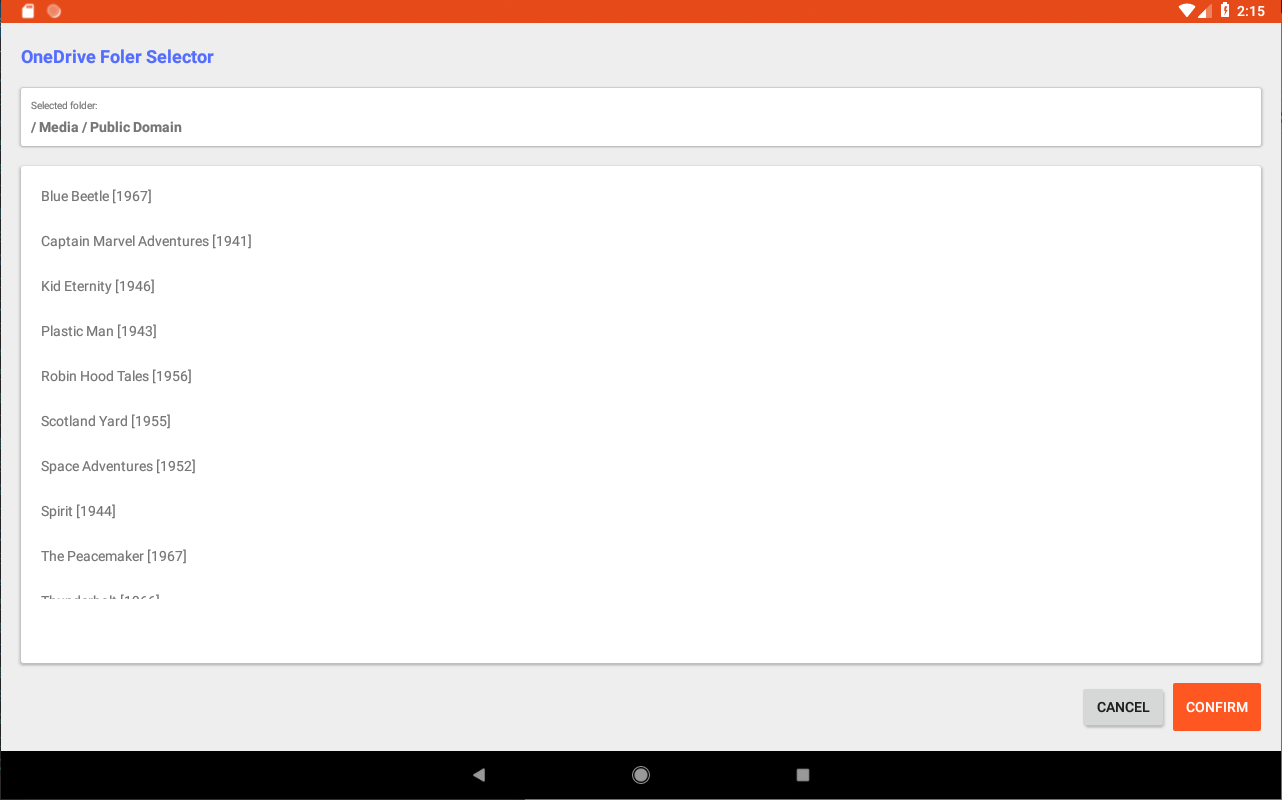 2:15
OneDrive Foler Selector
Selected folder:
/ Media / Public Domain
Blue Beetle [1967]
Captain Marvel Adventures [1941]
Kid Eternity [1946]
Plastic Man [1943]
Robin Hood Tales [1956]
Scotland Yard [1955]
Space Adventures [1952]
Spirit [1944]
The Peacemaker [1967]
Thunderbolt [1966]
CANCEL
CONFIRM